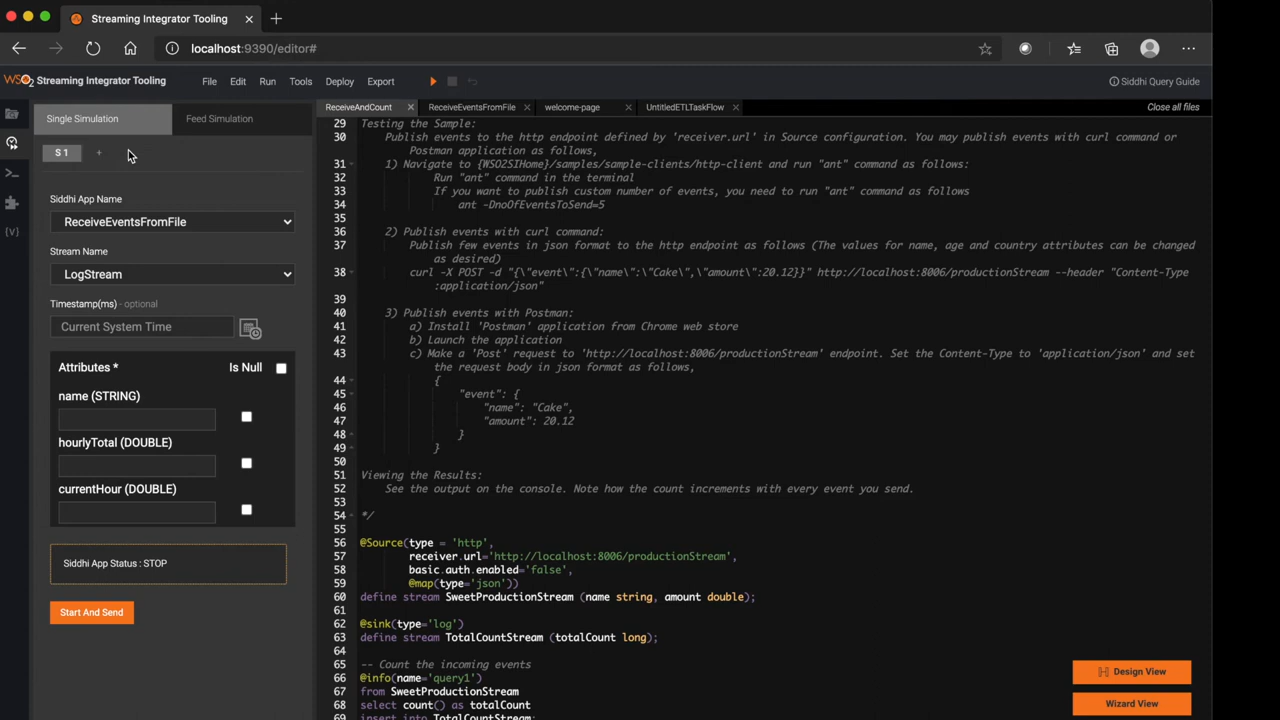 Streaming Integrator Tooling
localhost:9390/editor#
WSO2 Streaming Integrator Tooling File Edit Run Tools Deploy Export Siddhi Query Guide
Single Simulation Feed Simulation
S 1 +
Siddhi App Name
ReceiveEventsFromFile
Stream Name
LogStream
Timestamp(ms) - optional
Current System Time
Attributes * Is Null
name (STRING)
hourlyTotal (DOUBLE)
currentHour (DOUBLE)
Siddhi App Status : STOP
Start And Send
ReceiveAndCount ReceiveEventsFromFile welcome-page UntitledETLTaskFlow Close all files
29 Testing the Sample:
30 Publish events to the http endpoint defined by 'receiver.url' in Source configuration. You may publish events with curl command or
Postman application as follows,
31 1) Navigate to {WSO2SIHome}/samples/sample-clients/http-client and run "ant" command as follows:
32 Run "ant" command in the terminal
33 If you want to publish custom number of events, you need to run "ant" command as follows
34 ant -DnoOfEventsToSend=5
35
36 2) Publish events with curl command:
37 Publish few events in json format to the http endpoint as follows (The values for name, age and country attributes can be changed
as desired)
38 curl -X POST -d "{\"event\":{\"name\":\"Cake\",\"amount\":20.12}}" http://localhost:8006/productionStream --header "Content-Type
:application/json"
39
40 3) Publish events with Postman:
41 a) Install 'Postman' application from Chrome web store
42 b) Launch the application
43 c) Make a 'Post' request to 'http://localhost:8006/productionStream' endpoint. Set the Content-Type to 'application/json' and set
the request body in json format as follows,
44 {
45 "event": {
46 "name": "Cake",
47 "amount": 20.12
48 }
49 }
50
51 Viewing the Results:
52 See the output on the console. Note how the count increments with every event you send.
53
54 */
55
56 @Source(type = 'http',
57 receiver.url='http://localhost:8006/productionStream',
58 basic.auth.enabled='false',
59 @map(type='json'))
60 define stream SweetProductionStream (name string, amount double);
61
62 @sink(type='log')
63 define stream TotalCountStream (totalCount long);
64
65 -- Count the incoming events
66 @info(name='query1')
67 from SweetProductionStream
68 select count() as totalCount
69 insert into TotalCountStream;
Design View
Wizard View